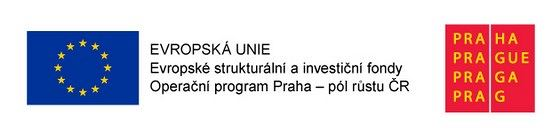 EVROPSKÁ UNIE
Evropské strukturální a investiční fondy
Operační program Praha – pól růstu ČR
PRA HA
PRA GUE
PRA GA
PRA G